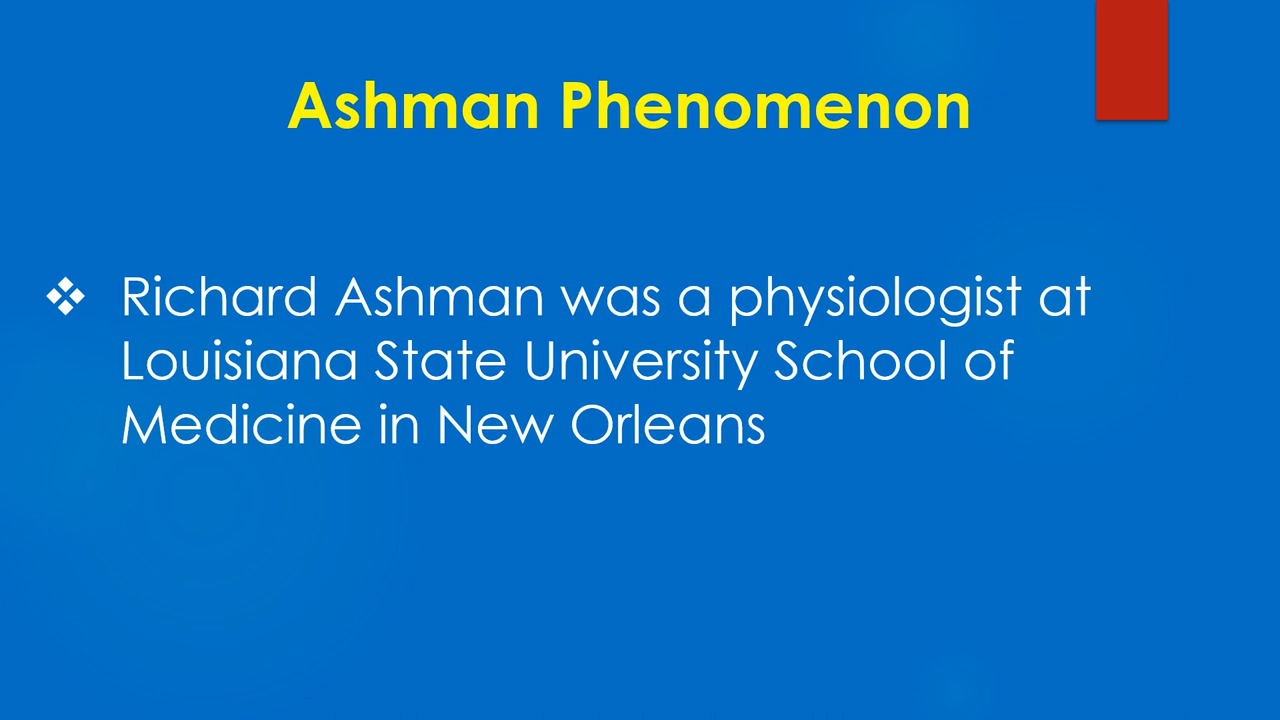 Ashman Phenomenon
❖ Richard Ashman was a physiologist at
Louisiana State University School of
Medicine in New Orleans